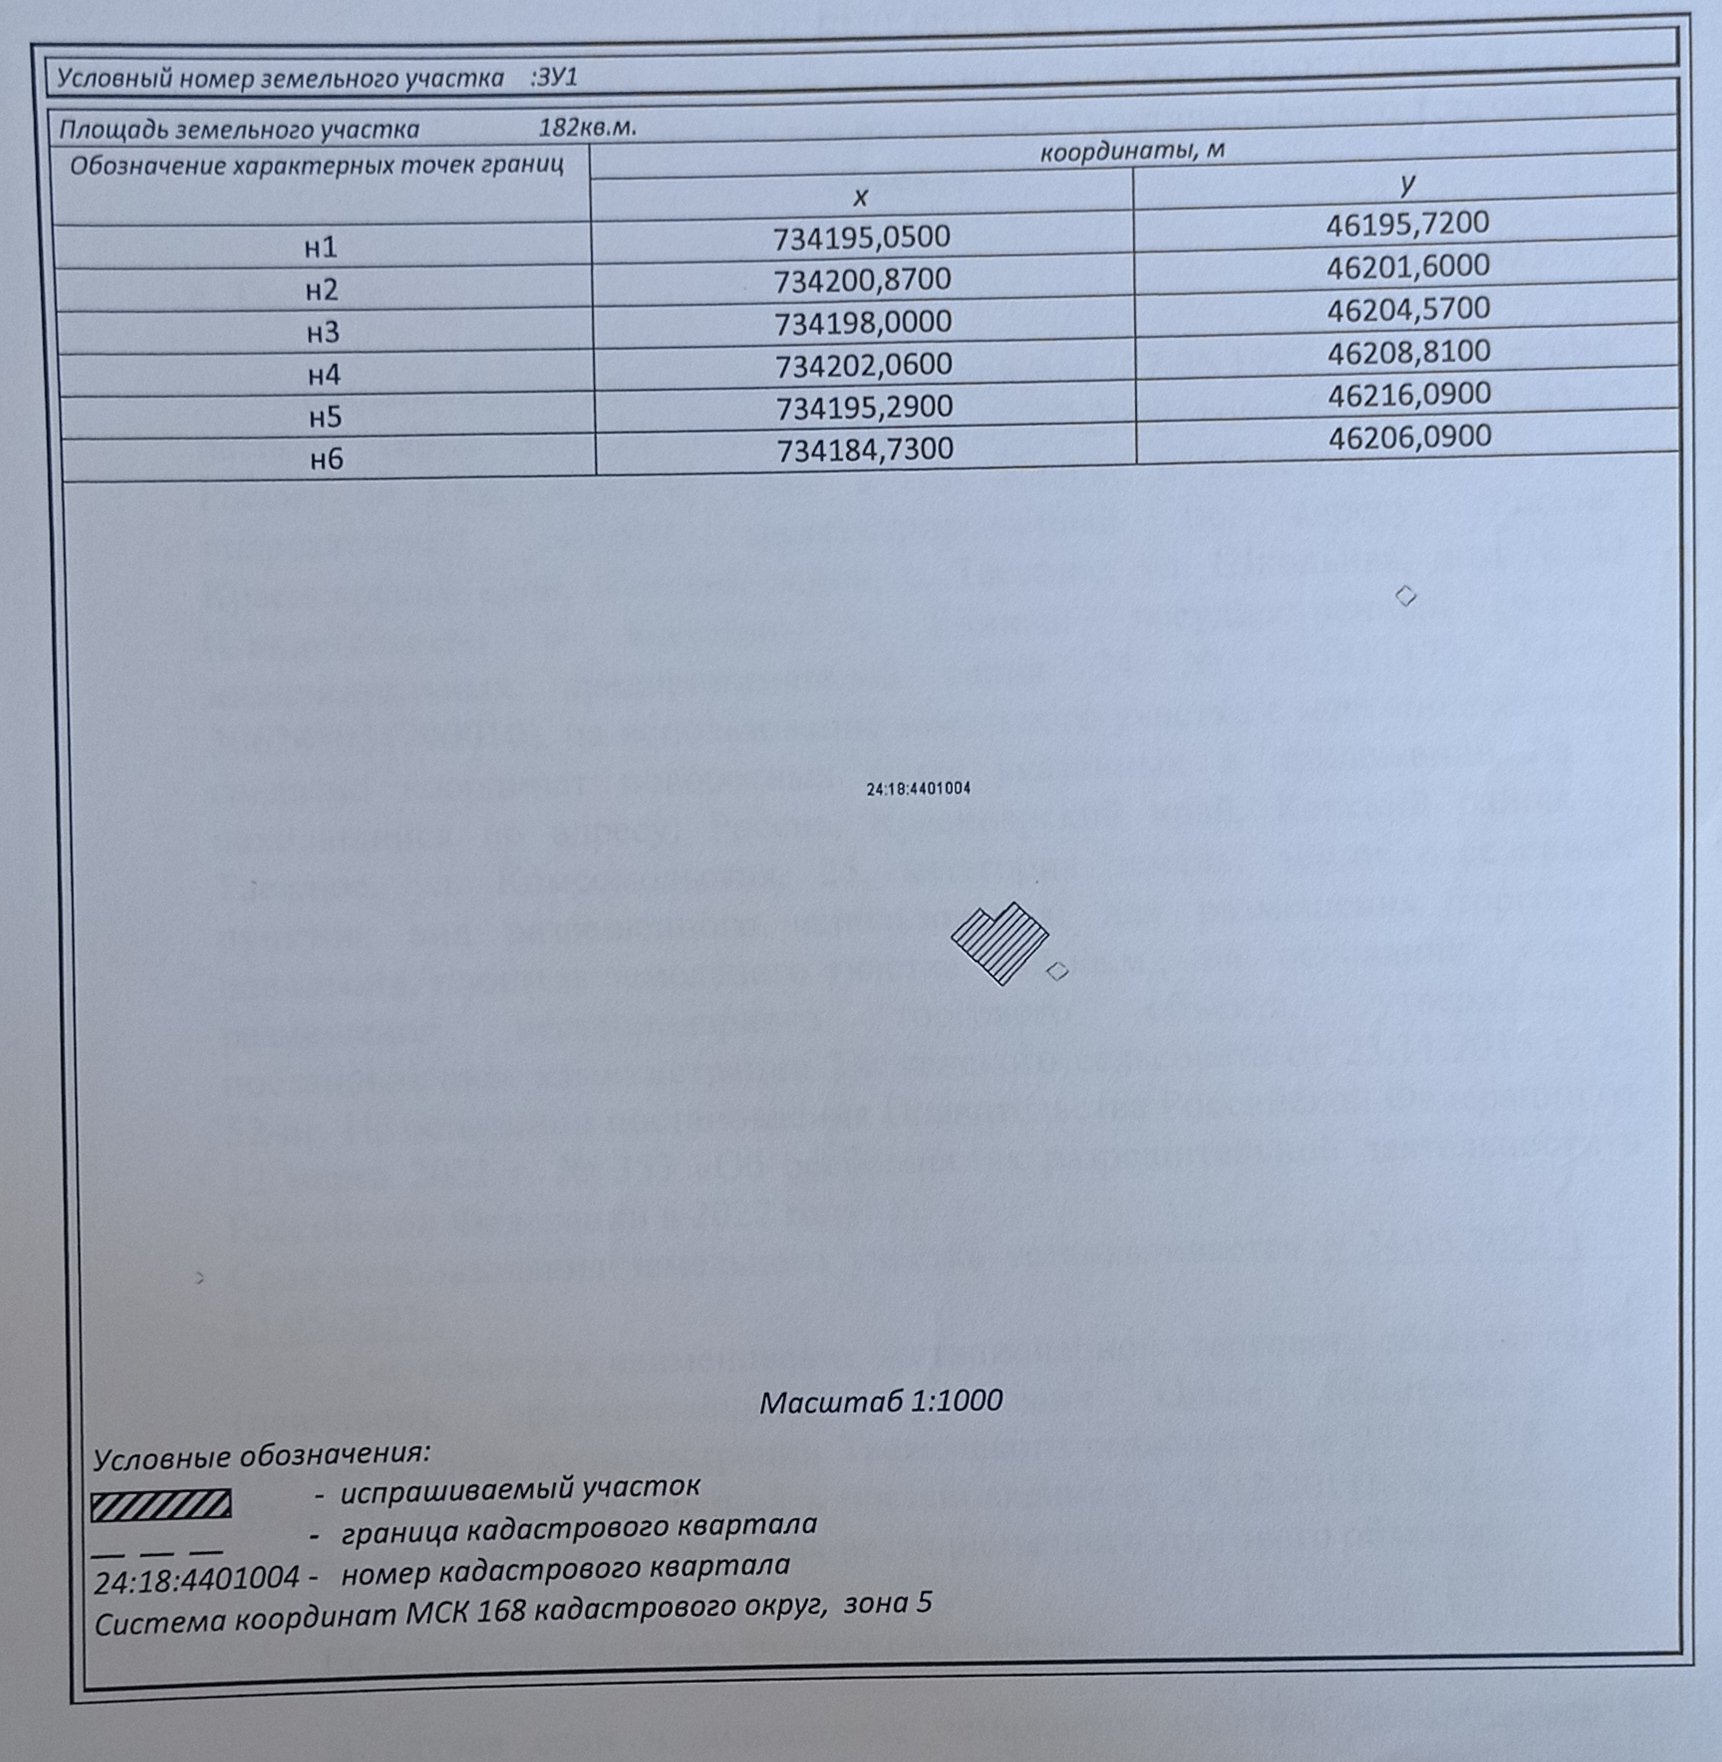 Условный номер земельного участка :ЗУ1
Площадь земельного участка 182кв.м.
Обозначение характерных точек границ координаты, м
x y
н1 734195,0500 46195,7200
н2 734200,8700 46201,6000
н3 734198,0000 46204,5700
н4 734202,0600 46208,8100
н5 734195,2900 46216,0900
н6 734184,7300 46206,0900
24:18:4401004
Масштаб 1:1000
Условные обозначения:
- испрашиваемый участок
- граница кадастрового квартала
24:18:4401004 - номер кадастрового квартала
Система координат МСК 168 кадастрового округ, зона 5